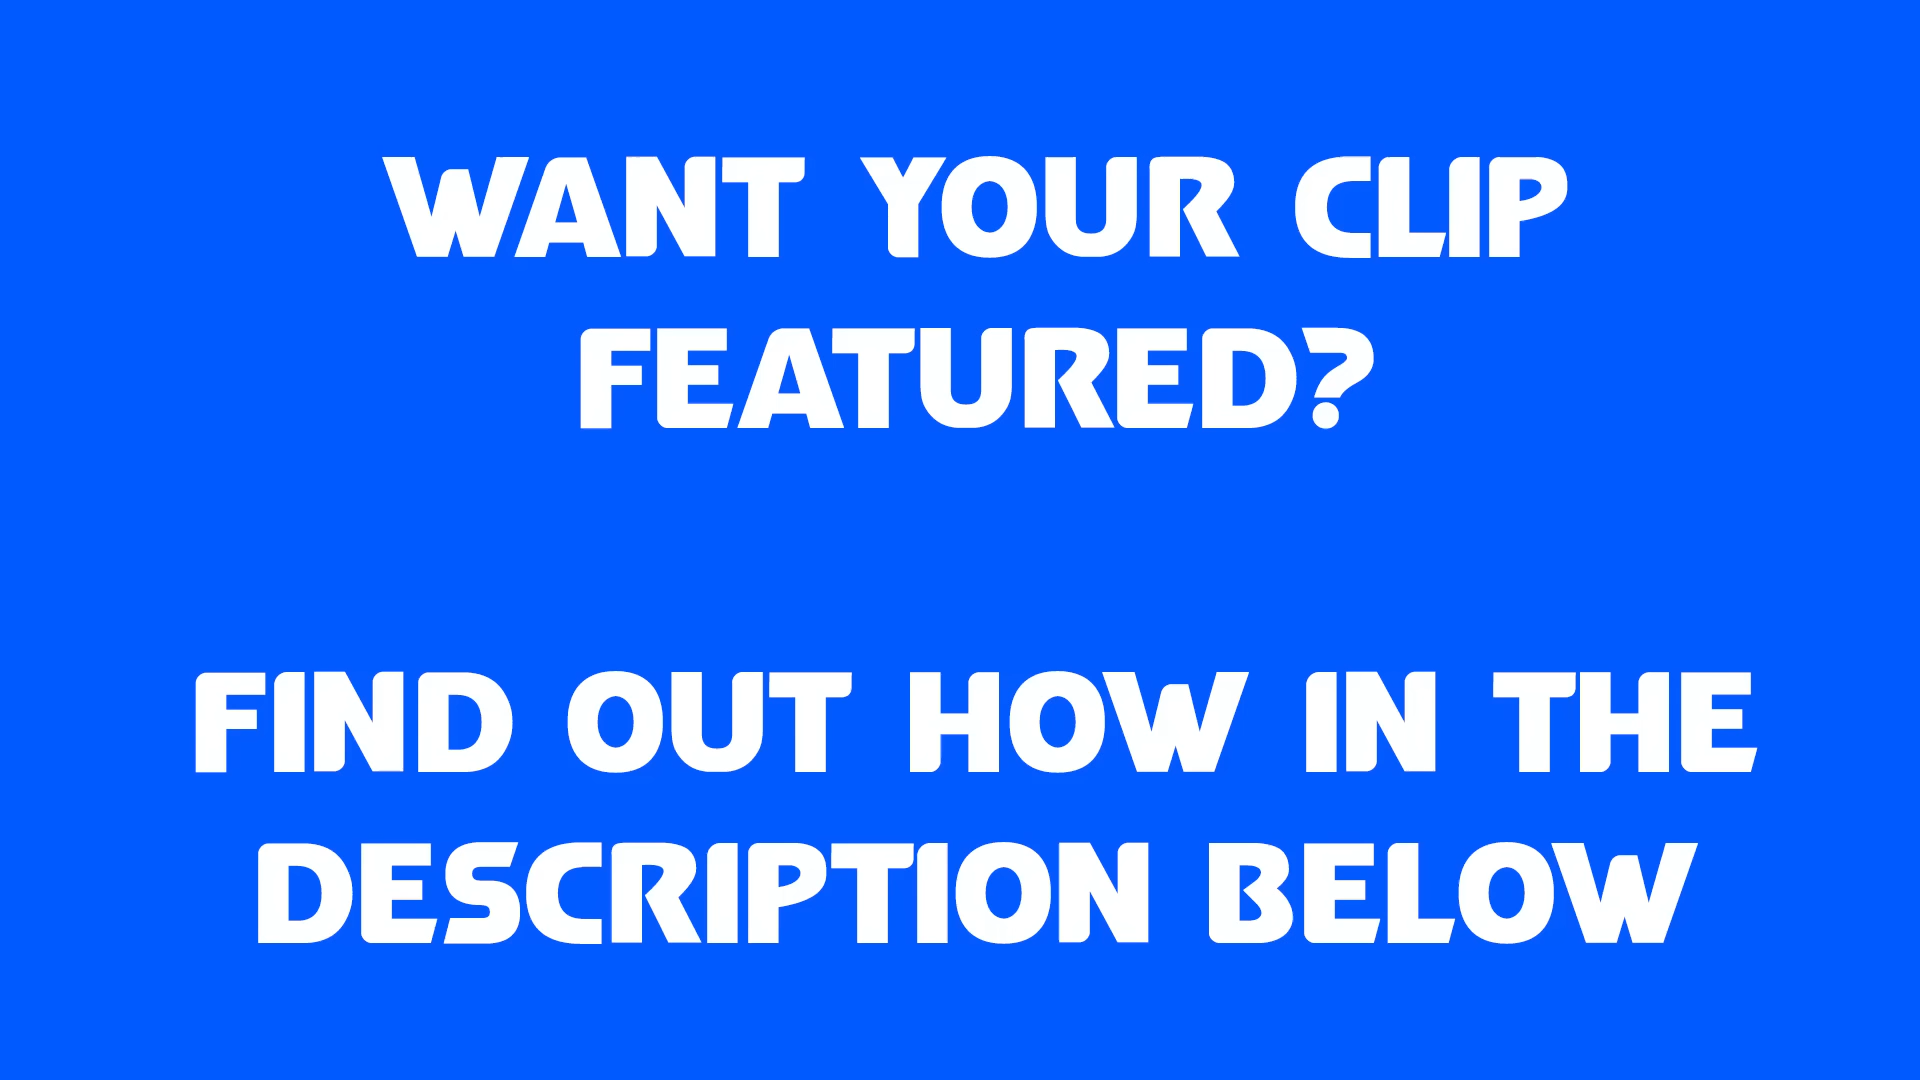 WANT YOUR CLIP
FEATURED?
FIND OUT HOW IN THE
DESCRIPTION BELOW